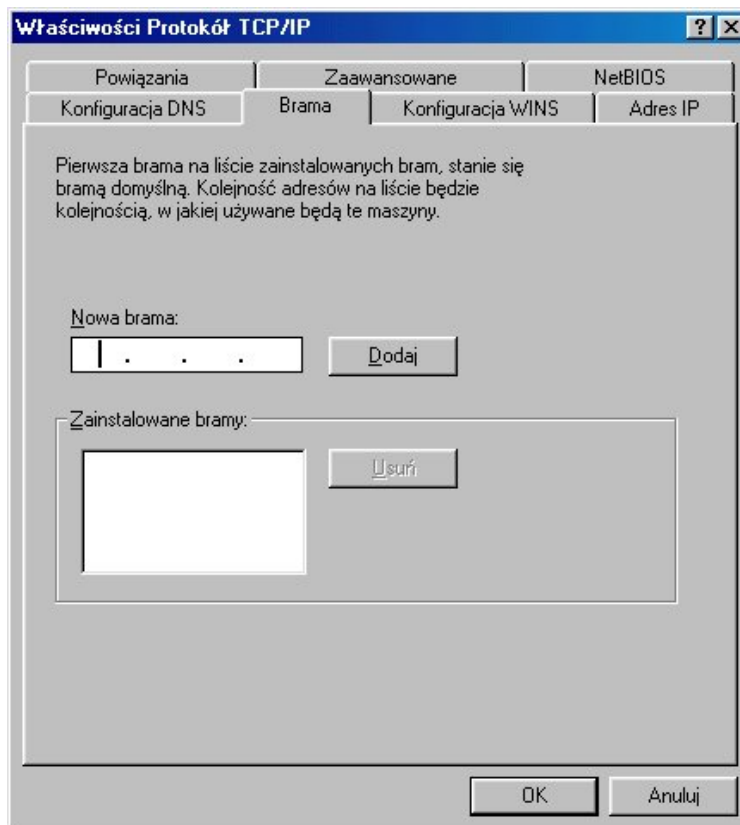 Właściwości Protokół TCP/IP
Powiązania Zaawansowane NetBIOS
Konfiguracja DNS Brama Konfiguracja WINS Adres IP
Pierwsza brama na liście zainstalowanych bram, stanie się
bramą domyślną. Kolejność adresów na liście będzie
kolejnością, w jakiej używane będą te maszyny.
Nowa brama:
. . .
Dodaj
Zainstalowane bramy:
Usuń
OK Anuluj